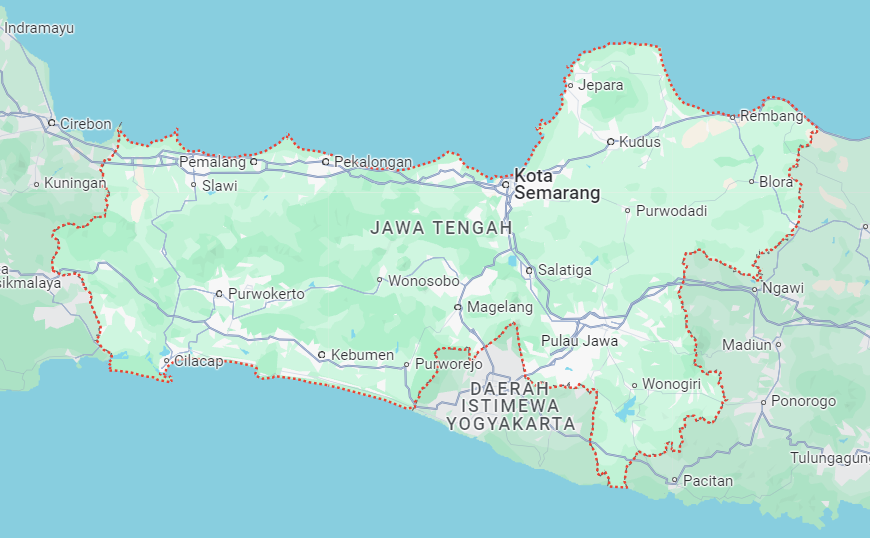 Indramayu
Jepara
Cirebon
Rembang
Kudus
Pemalang
Pekalongan
Kuningan
Slawi
Kota
Semarang
Blora
Purwodadi
JAWA TENGAH
a
sikmalaya
Salatiga
Wonosobo
Purwokerto
Ngawi
Magelang
Pulau Jawa
Madiun
Kebumen
Cilacap
Purworejo
Wonogiri
DAERAH
ISTIMEWA
YOGYAKARTA
Ponorogo
Tulungagung
Pacitan